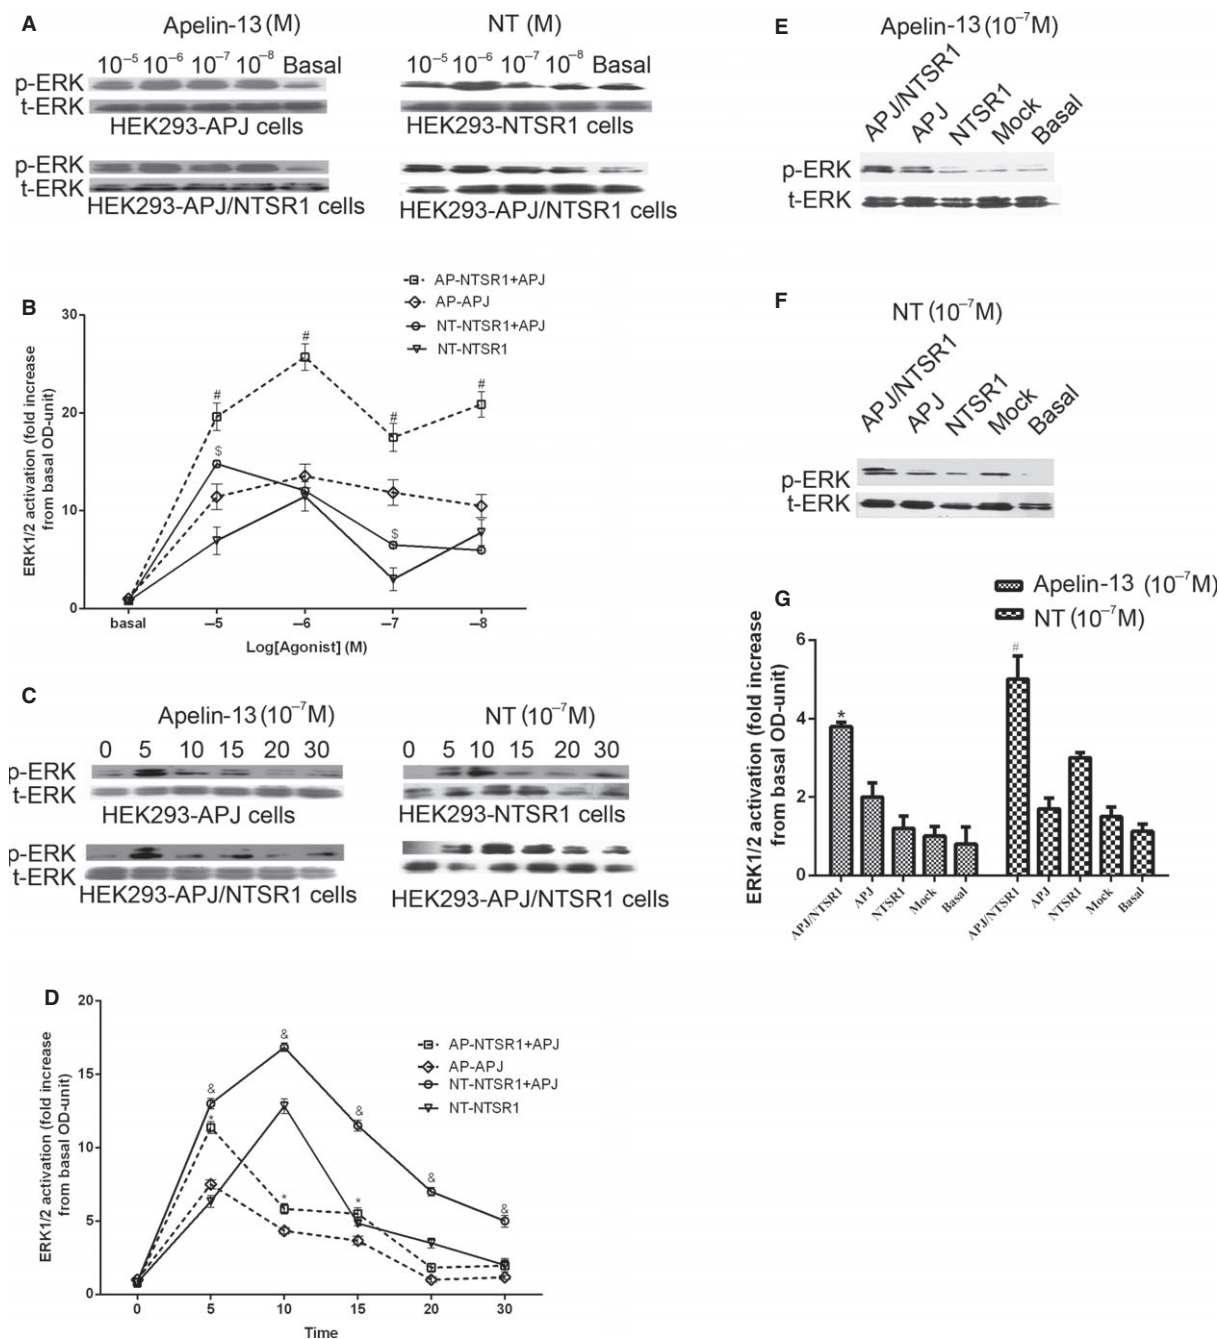 A
Apelin-13 (M)
NT (M)
10⁻⁵ 10⁻⁶ 10⁻⁷ 10⁻⁸ Basal
10⁻⁵ 10⁻⁶ 10⁻⁷ 10⁻⁸ Basal
p-ERK
t-ERK
HEK293-APJ cells
HEK293-NTSR1 cells
p-ERK
t-ERK
HEK293-APJ/NTSR1 cells
HEK293-APJ/NTSR1 cells
E
Apelin-13 (10⁻⁷M)
APJ/NTSR1 APJ NTSR1 Mock Basal
p-ERK
t-ERK
B
AP-NTSR1+APJ
AP-APJ
NT-NTSR1+APJ
NT-NTSR1
ERK1/2 activation (fold increase
from basal OD-unit)
30
20
10
0
# # # #
$ $
basal –5 –6 –7 –8
Log[Agonist] (M)
F
NT (10⁻⁷M)
APJ/NTSR1 APJ NTSR1 Mock Basal
p-ERK
t-ERK
C
Apelin-13 (10⁻⁷M)
NT (10⁻⁷M)
0 5 10 15 20 30
0 5 10 15 20 30
p-ERK
t-ERK
HEK293-APJ cells
HEK293-NTSR1 cells
p-ERK
t-ERK
HEK293-APJ/NTSR1 cells
HEK293-APJ/NTSR1 cells
G
Apelin-13 (10⁻⁷M)
NT (10⁻⁷M)
ERK1/2 activation (fold increase
from basal OD-unit)
6
4
2
0
* #
APJ/NTSR1 APJ NTSR1 Mock Basal
APJ/NTSR1 APJ NTSR1 Mock Basal
D
AP-NTSR1+APJ
AP-APJ
NT-NTSR1+APJ
NT-NTSR1
ERK1/2 activation (fold increase
from basal OD-unit)
20
15
10
5
0
& & & & &
* * *
0 5 10 15 20 30
Time